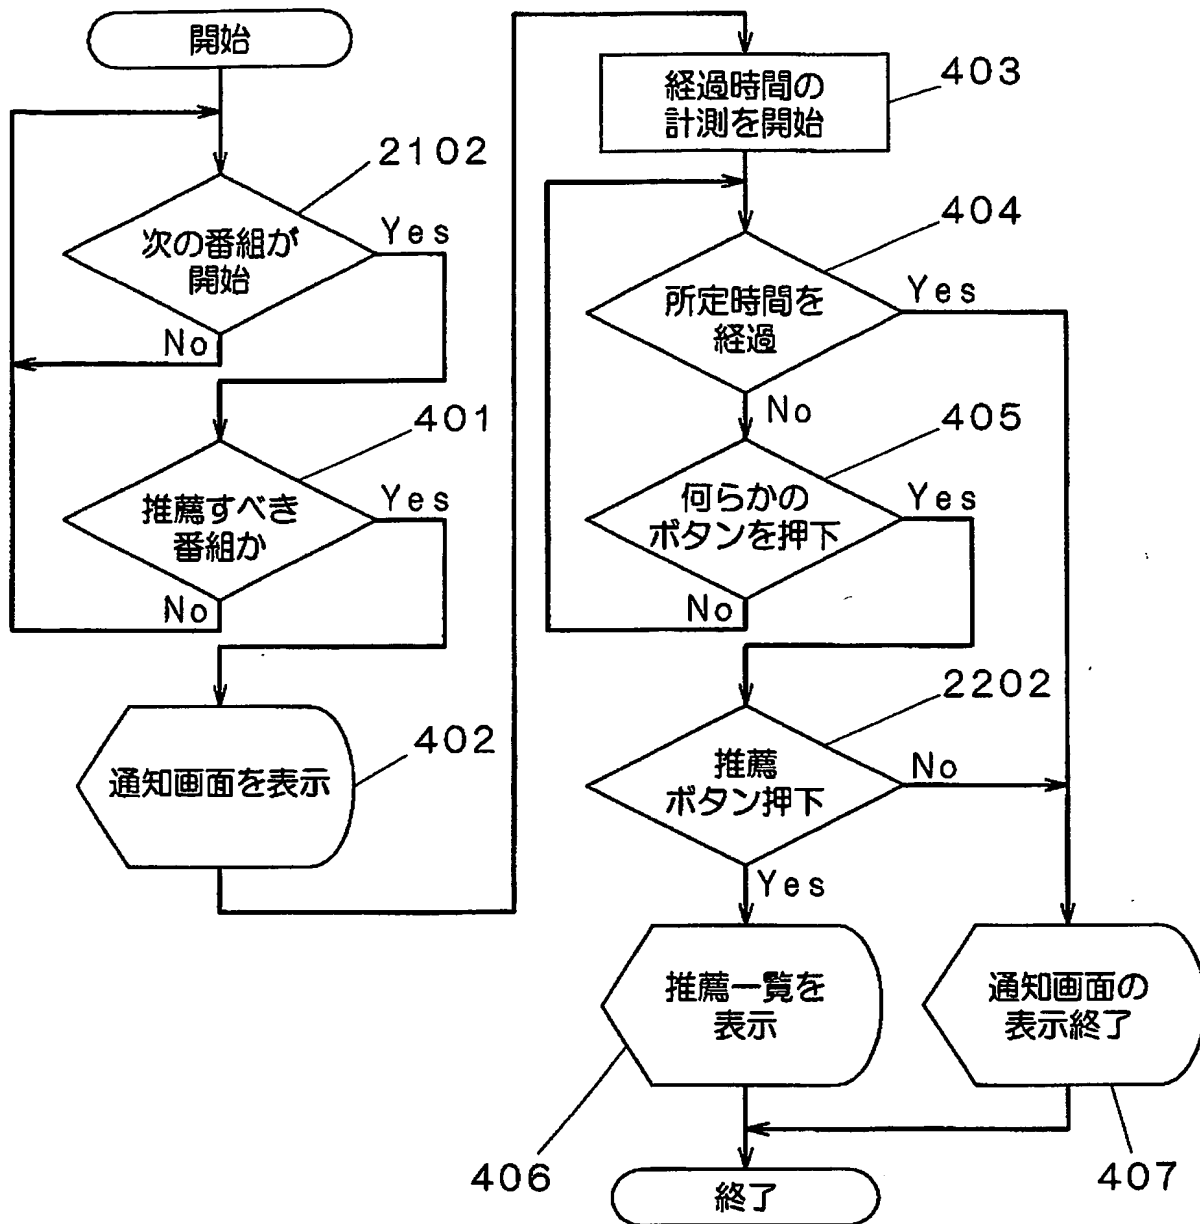 開始
2102
次の番組が
開始
Yes
No
401
推薦すべき
番組か
Yes
No
402
通知画面を表示
403
経過時間の
計測を開始
404
所定時間を
経過
Yes
No
405
何らかの
ボタンを押下
Yes
No
2202
推薦
ボタン押下
No
Yes
推薦一覧を
表示
406
通知画面の
表示終了
407
終了